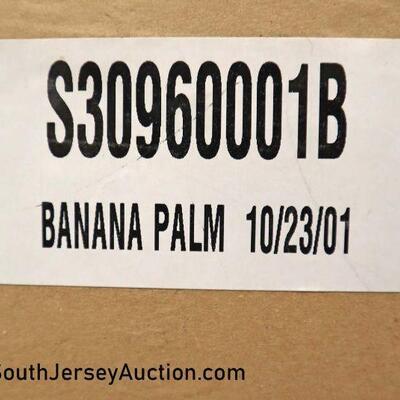 S30960001B
BANANA PALM 10/23/01
SouthJerseyAuction.com